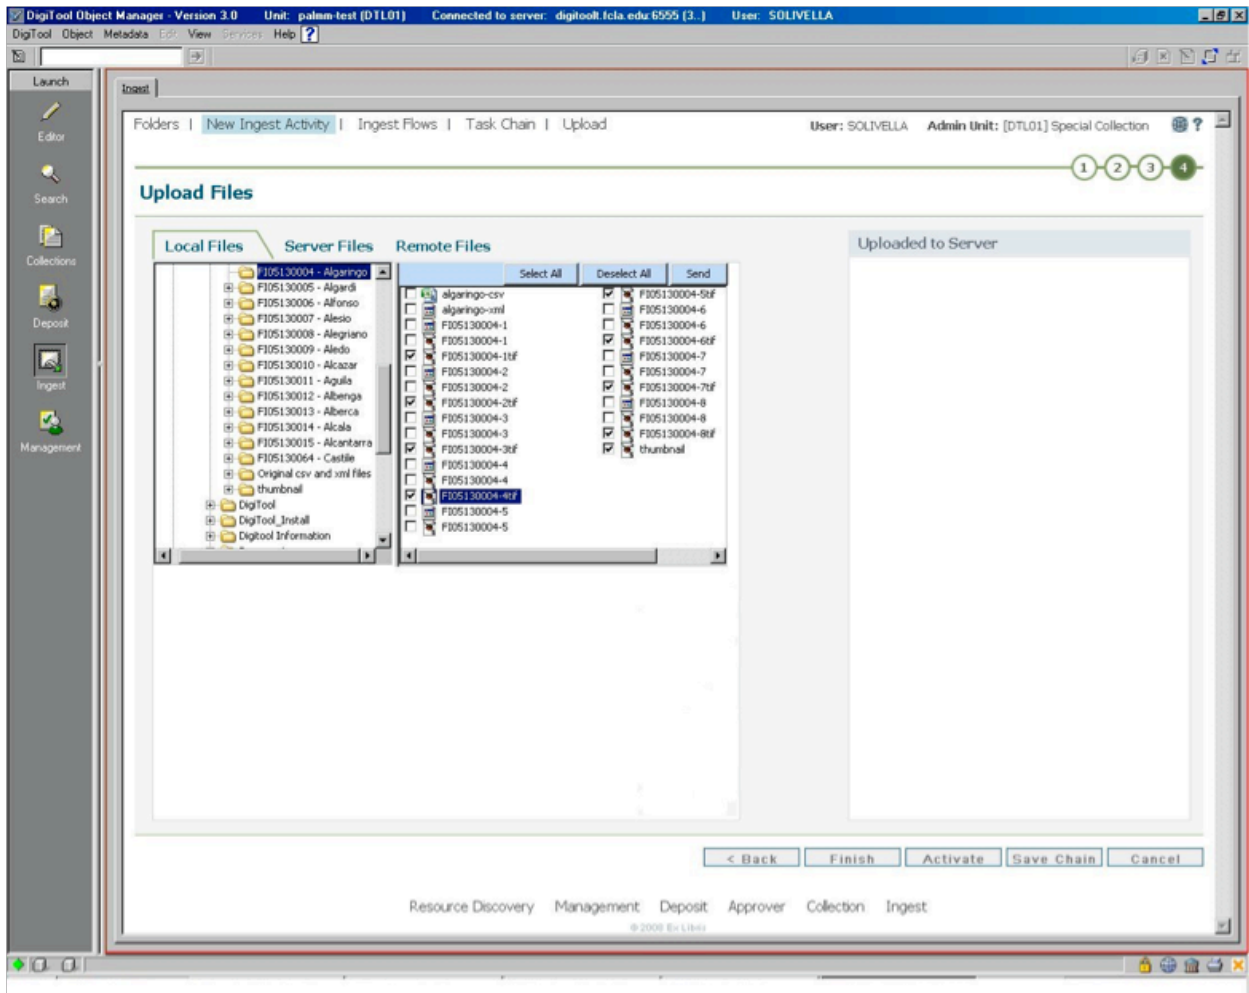 DigiTool Object Manager - Version 3.0 Unit: palmm-test (DTL01) Connected to server: digitoolt.fcla.edu:6555 (3..) User: SOLIVELLA
DigiTool Object Metadata Edit View Services Help ?
Launch
Editor
Search
Collections
Deposit
Ingest
Management
Ingest
Folders | New Ingest Activity | Ingest Flows | Task Chain | Upload User: SOLIVELLA Admin Unit: [DTL01] Special Collection ?
1 2 3 4
Upload Files
Local Files Server Files Remote Files
FI05130004 - Algaringo
FI05130005 - Algardi
FI05130006 - Alfonso
FI05130007 - Alesio
FI05130008 - Alegriano
FI05130009 - Aledo
FI05130010 - Alcazar
FI05130011 - Aguila
FI05130012 - Albenga
FI05130013 - Alberca
FI05130014 - Alcala
FI05130015 - Alcantarra
FI05130064 - Castile
Original csv and xml files
thumbnail
DigiTool
DigiTool_Install
Digitool Information
Select All Deselect All Send
algaringo-csv
algaringo-xml
FI05130004-1
FI05130004-1
FI05130004-1tif
FI05130004-2
FI05130004-2
FI05130004-2tif
FI05130004-3
FI05130004-3
FI05130004-3tif
FI05130004-4
FI05130004-4
FI05130004-4tif
FI05130004-5
FI05130004-5
FI05130004-5tif
FI05130004-6
FI05130004-6
FI05130004-6tif
FI05130004-7
FI05130004-7
FI05130004-7tif
FI05130004-8
FI05130004-8
FI05130004-8tif
thumbnail
Uploaded to Server
< Back Finish Activate Save Chain Cancel
Resource Discovery Management Deposit Approver Collection Ingest
© 2008 Ex Libris